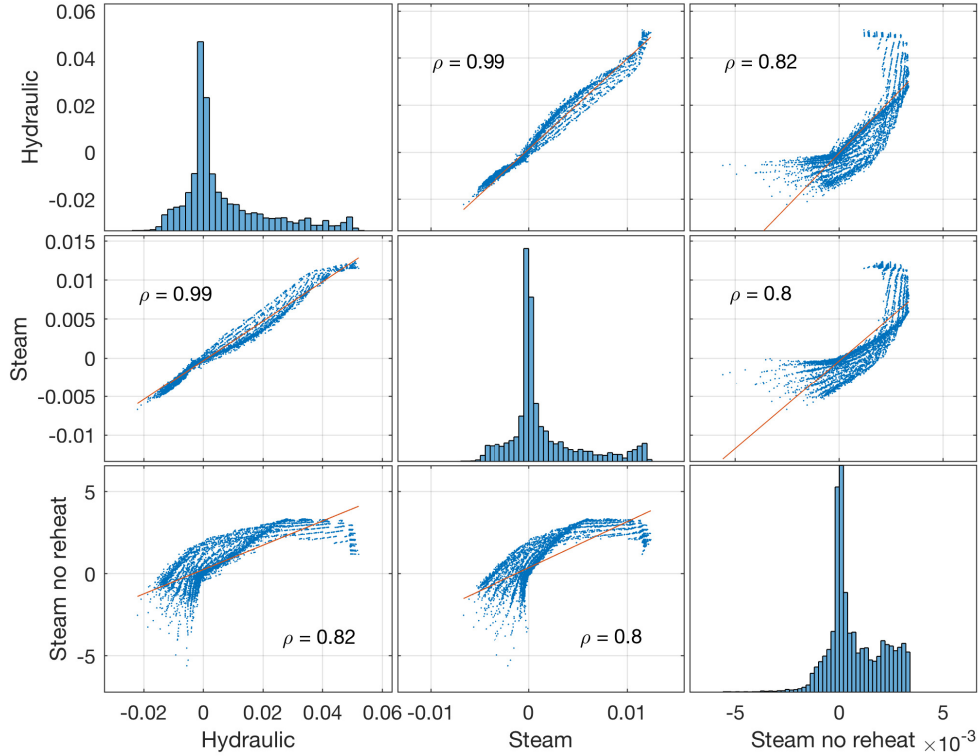 0.06
0.04
0.02
0
-0.02
Hydraulic
ρ = 0.99
ρ = 0.82
0.015
0.01
0.005
0
-0.005
-0.01
Steam
ρ = 0.99
ρ = 0.8
5
0
-5
Steam no reheat
ρ = 0.82
ρ = 0.8
-0.02 0 0.02 0.04 0.06
-0.01 0 0.01
-5 0 5
×10-3
Hydraulic
Steam
Steam no reheat